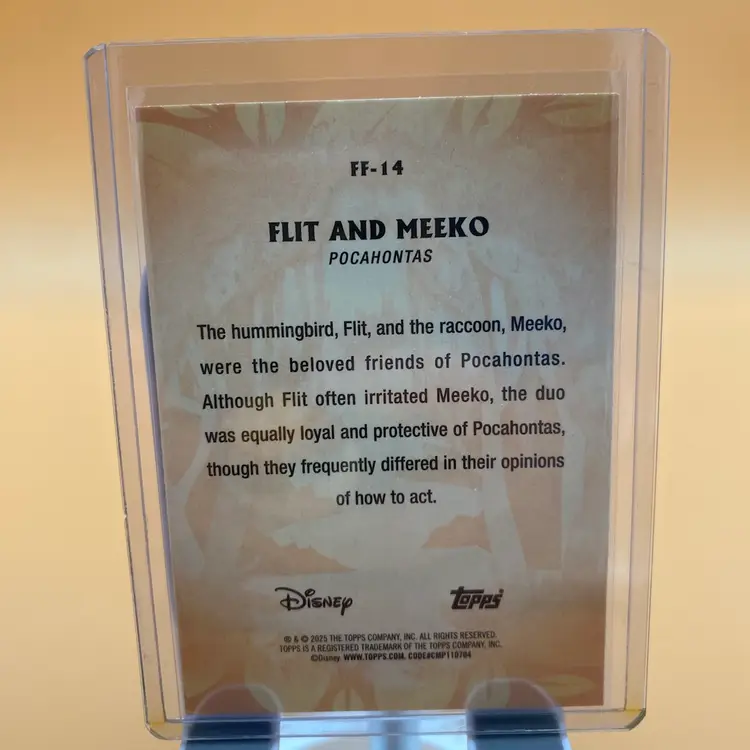 FF-14
FLIT AND MEEKO
POCAHONTAS
The hummingbird, Flit, and the raccoon, Meeko,
were the beloved friends of Pocahontas.
Although Flit often irritated Meeko, the duo
was equally loyal and protective of Pocahontas,
though they frequently differed in their opinions
of how to act.
Disney
topps
® & © 2025 THE TOPPS COMPANY, INC. ALL RIGHTS RESERVED.
TOPPS IS A REGISTERED TRADEMARK OF THE TOPPS COMPANY, INC.
©Disney WWW.TOPPS.COM. CODE#CMP110784